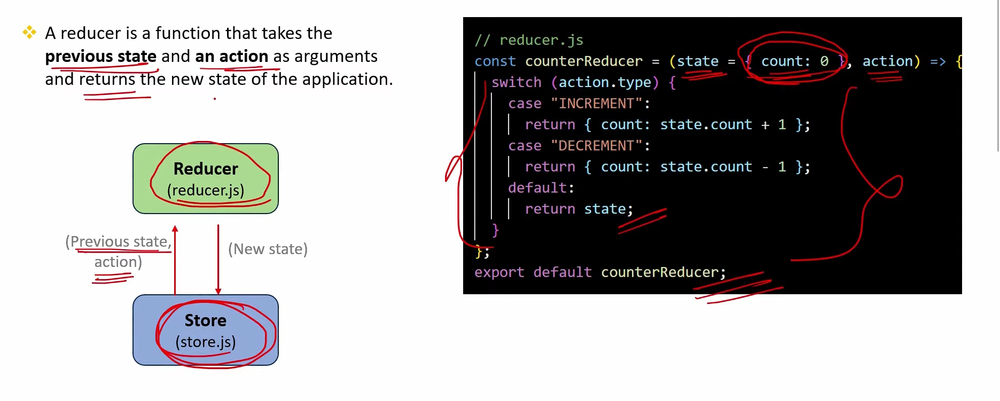 A reducer is a function that takes the
previous state and an action as arguments
and returns the new state of the application.
Reducer
(reducer.js)
(Previous state,
action)
(New state)
Store
(store.js)
// reducer.js
const counterReducer = (state = { count: 0 }, action) => {
switch (action.type) {
case "INCREMENT":
return { count: state.count + 1 };
case "DECREMENT":
return { count: state.count - 1 };
default:
return state;
}
};
export default counterReducer;